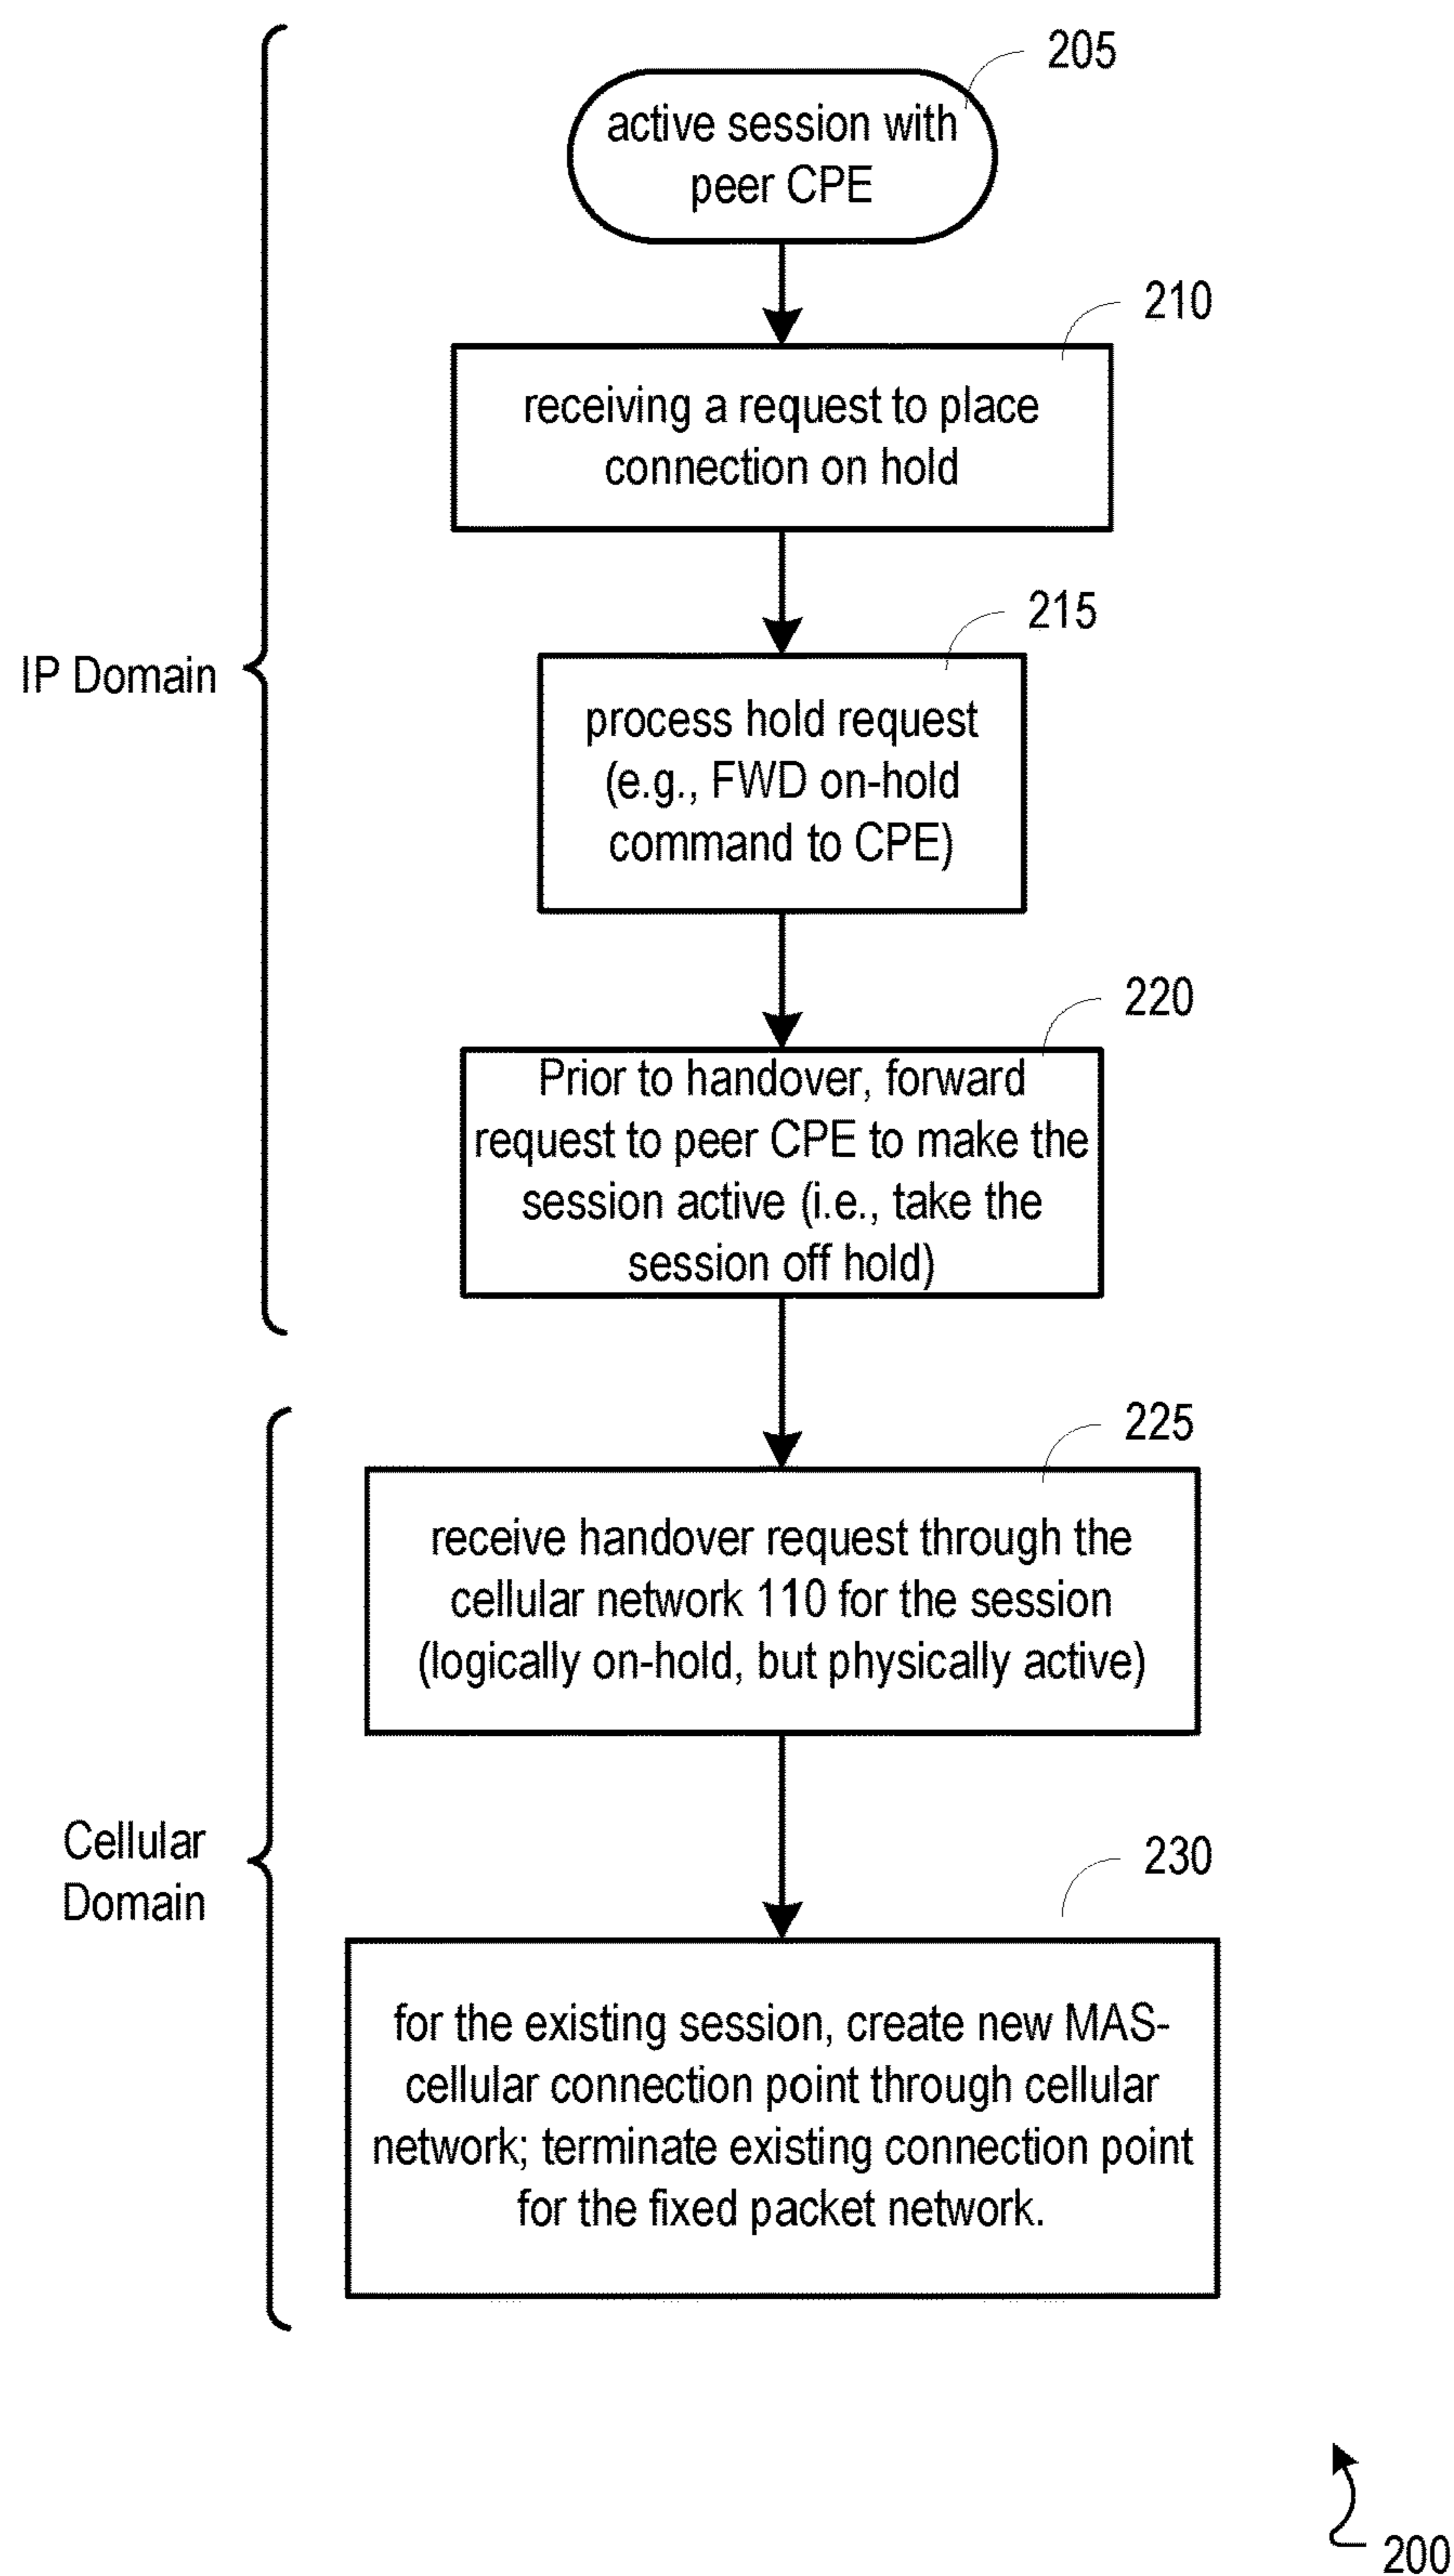 205
active session with
peer CPE
210
receiving a request to place
connection on hold
215
IP Domain
process hold request
(e.g., FWD on-hold
command to CPE)
220
Prior to handover, forward
request to peer CPE to make the
session active (i.e., take the
session off hold)
225
receive handover request through the
cellular network 110 for the session
(logically on-hold, but physically active)
Cellular
Domain
230
for the existing session, create new MAS-
cellular connection point through cellular
network; terminate existing connection point
for the fixed packet network.
200